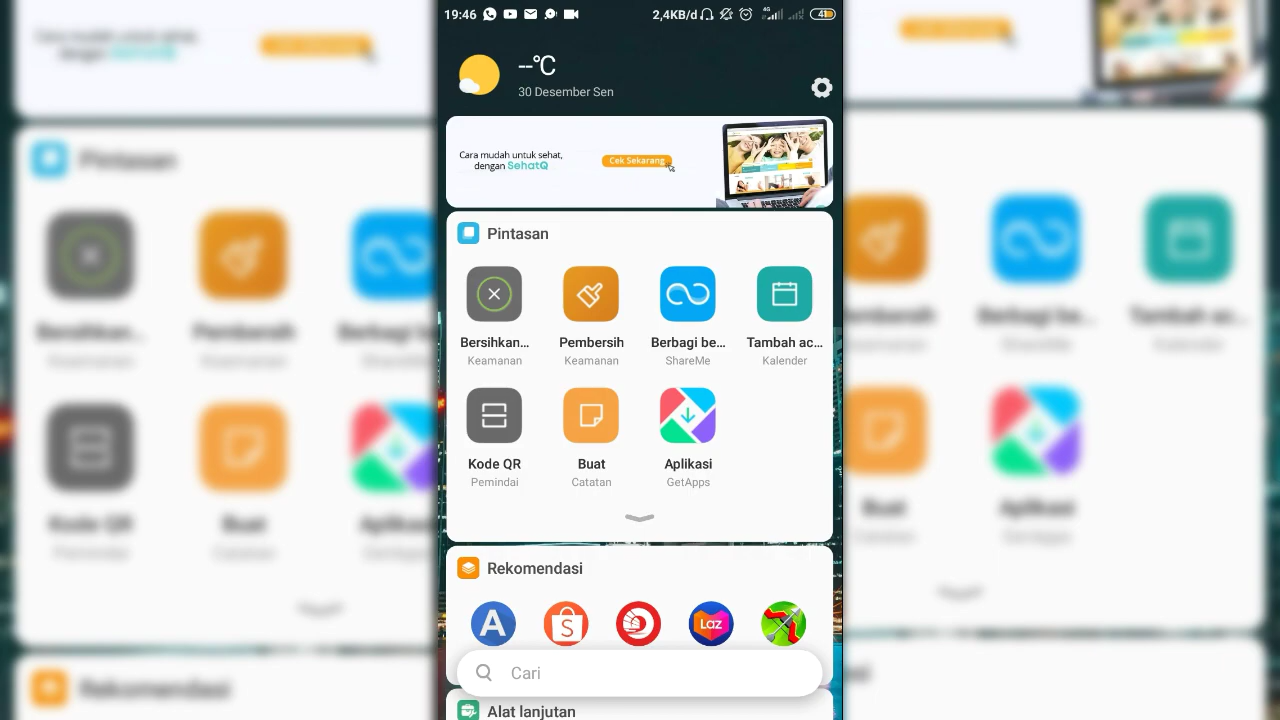 19:46
2,4KB/d
4G
41
--°C
30 Desember Sen
Cara mudah untuk sehat,
dengan SehatQ
Cek Sekarang
Pintasan
Bersihkan...
Pembersih
Berbagi be...
Tambah ac...
Keamanan
Keamanan
ShareMe
Kalender
Kode QR
Buat
Aplikasi
Pemindai
Catatan
GetApps
Rekomendasi
A
S
Laz
Cari
Alat lanjutan